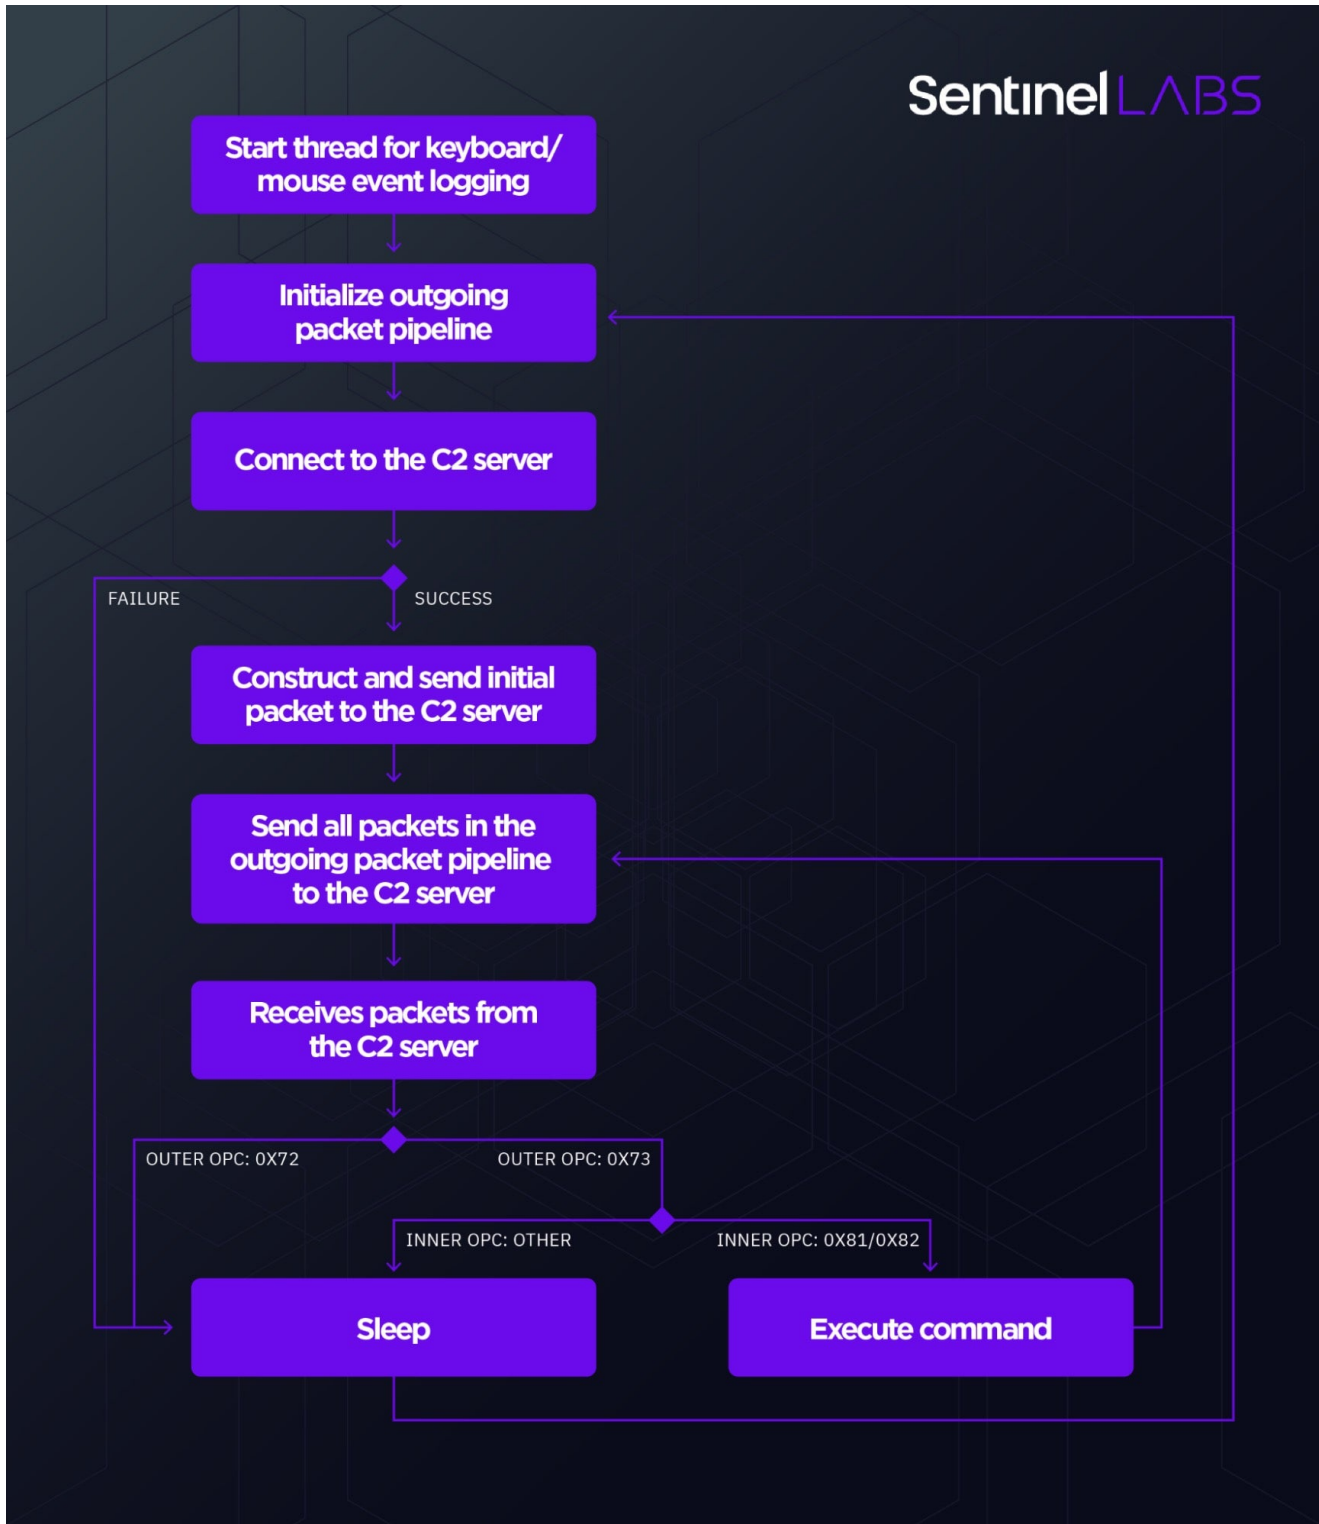 Sentinel LABS
Start thread for keyboard/
mouse event logging
Initialize outgoing
packet pipeline
Connect to the C2 server
FAILURE
SUCCESS
Construct and send initial
packet to the C2 server
Send all packets in the
outgoing packet pipeline
to the C2 server
Receives packets from
the C2 server
OUTER OPC: 0X72
OUTER OPC: 0X73
INNER OPC: OTHER
INNER OPC: 0X81/0X82
Sleep
Execute command